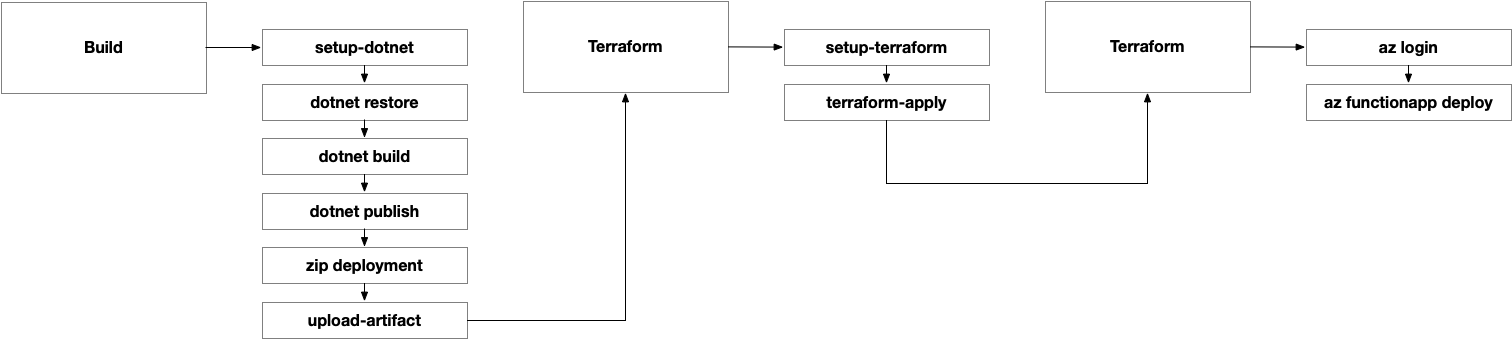 Build
setup-dotnet
dotnet restore
dotnet build
dotnet publish
zip deployment
upload-artifact
Terraform
setup-terraform
terraform-apply
Terraform
az login
az functionapp deploy